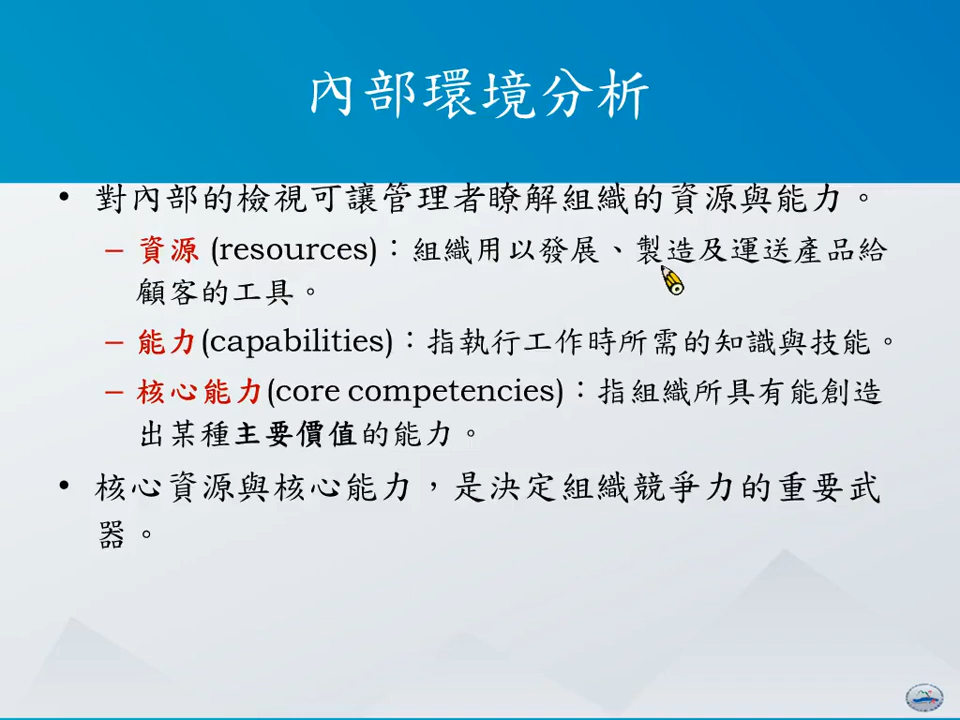 內部環境分析
• 對內部的檢視可讓管理者瞭解組織的資源與能力。
– 資源 (resources)：組織用以發展、製造及運送產品給
顧客的工具。
– 能力(capabilities)：指執行工作時所需的知識與技能。
– 核心能力(core competencies)：指組織所具有能創造
出某種主要價值的能力。
• 核心資源與核心能力，是決定組織競爭力的重要武
器。